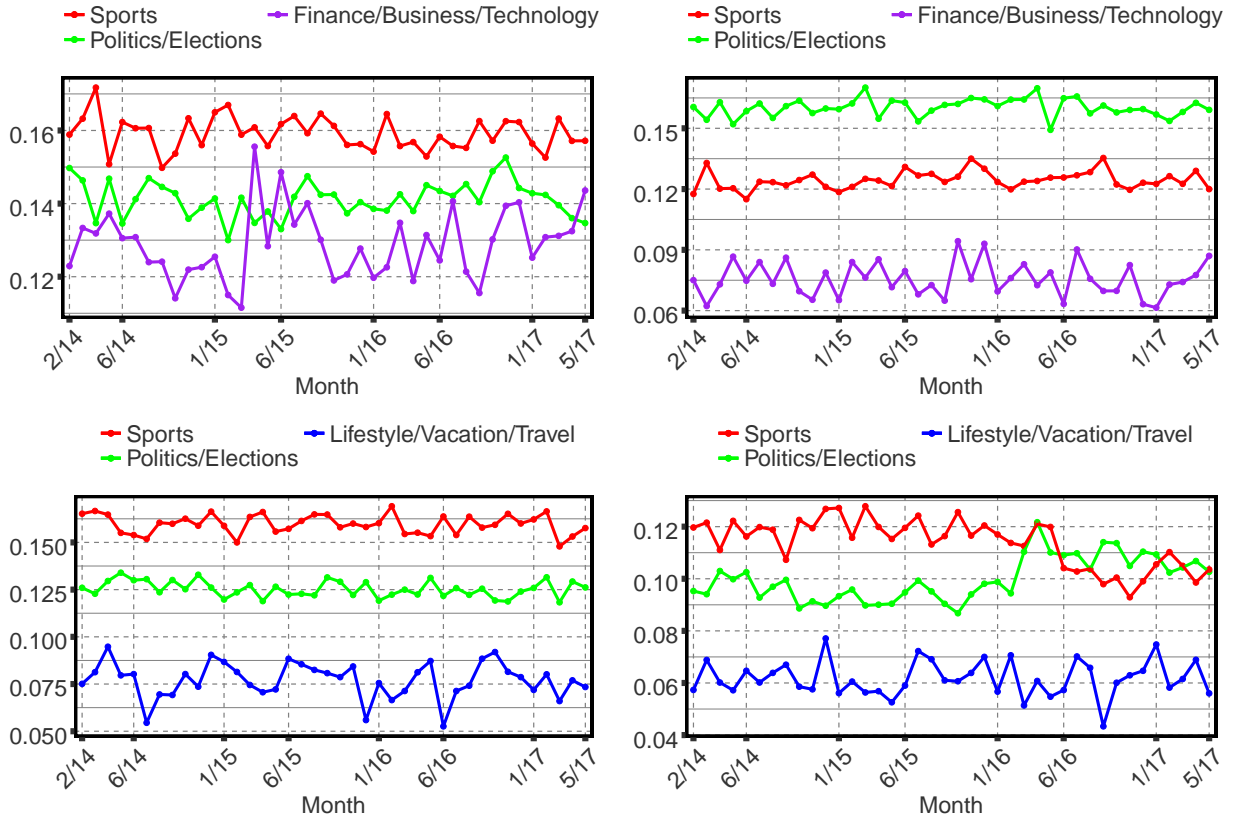 Sports Finance/Business/Technology
Politics/Elections
0.16
0.14
0.12
2/14 6/14 1/15 6/15 1/16 6/16 1/17 5/17
Month
Sports Finance/Business/Technology
Politics/Elections
0.15
0.12
0.09
0.06
2/14 6/14 1/15 6/15 1/16 6/16 1/17 5/17
Month
Sports Lifestyle/Vacation/Travel
Politics/Elections
0.150
0.125
0.100
0.075
0.050
2/14 6/14 1/15 6/15 1/16 6/16 1/17 5/17
Month
Sports Lifestyle/Vacation/Travel
Politics/Elections
0.12
0.10
0.08
0.06
0.04
2/14 6/14 1/15 6/15 1/16 6/16 1/17 5/17
Month